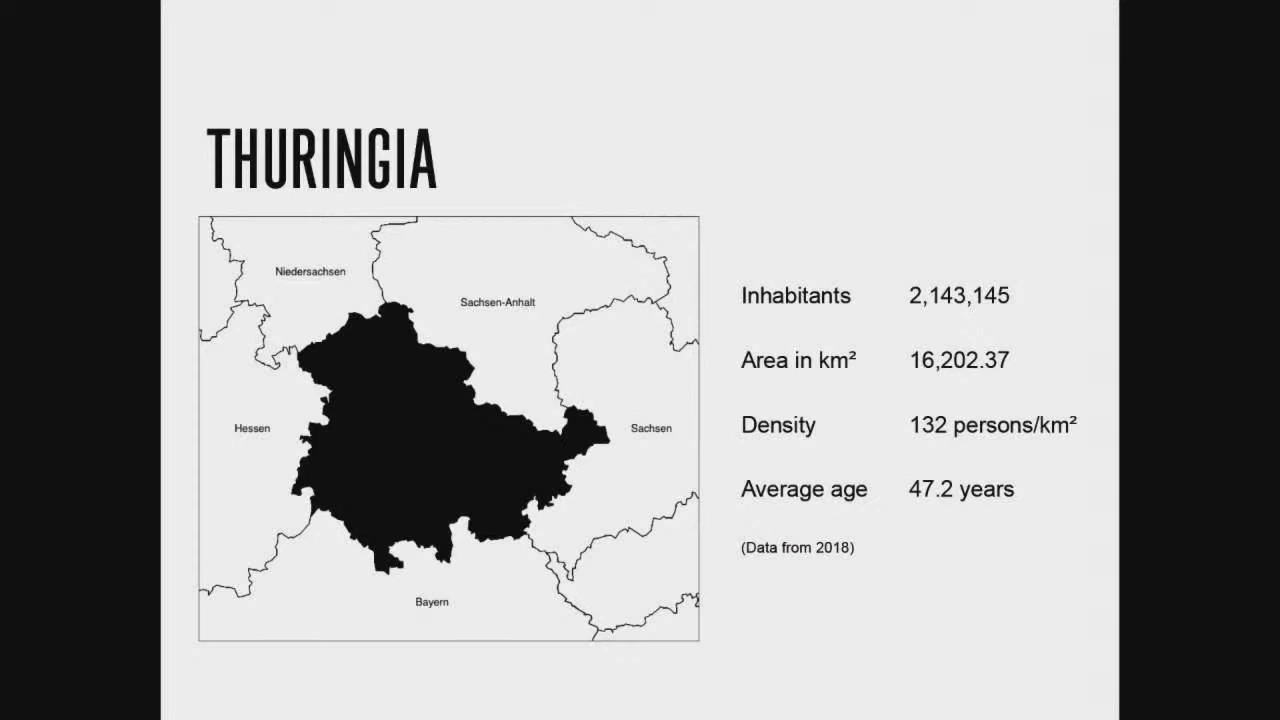 THURINGIA
Niedersachsen
Sachsen-Anhalt
Hessen
Sachsen
Bayern
Inhabitants 2,143,145
Area in km² 16,202.37
Density 132 persons/km²
Average age 47.2 years
(Data from 2018)